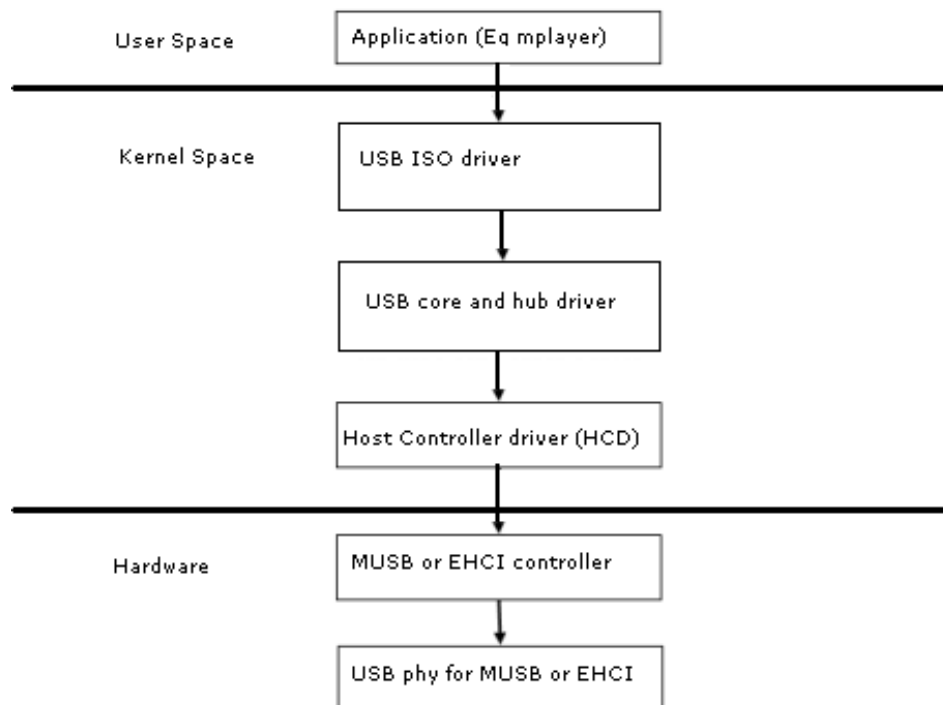 User Space
Application (Eq mplayer)
Kernel Space
USB ISO driver
USB core and hub driver
Host Controller driver (HCD)
Hardware
MUSB or EHCI controller
USB phy for MUSB or EHCI